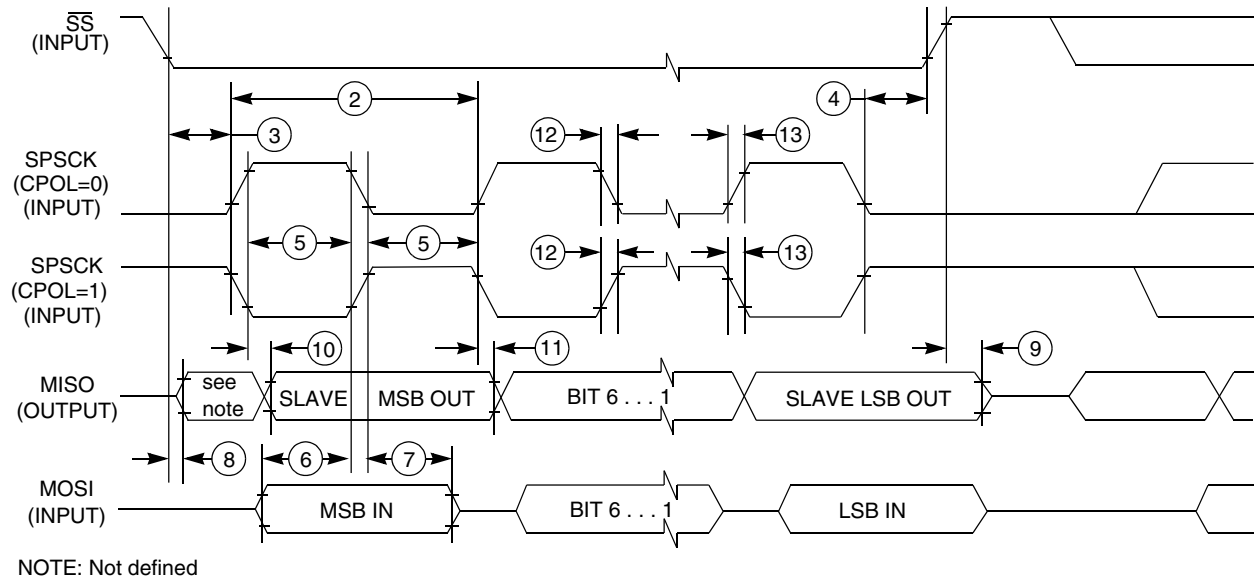 SS
(INPUT)
2
4
3
12
13
SPSCK
(CPOL=0)
(INPUT)
5
5
12
13
SPSCK
(CPOL=1)
(INPUT)
10
11
9
MISO
(OUTPUT)
see
note
SLAVE
MSB OUT
BIT 6 . . . 1
SLAVE LSB OUT
8
6
7
MOSI
(INPUT)
MSB IN
BIT 6 . . . 1
LSB IN
NOTE: Not defined